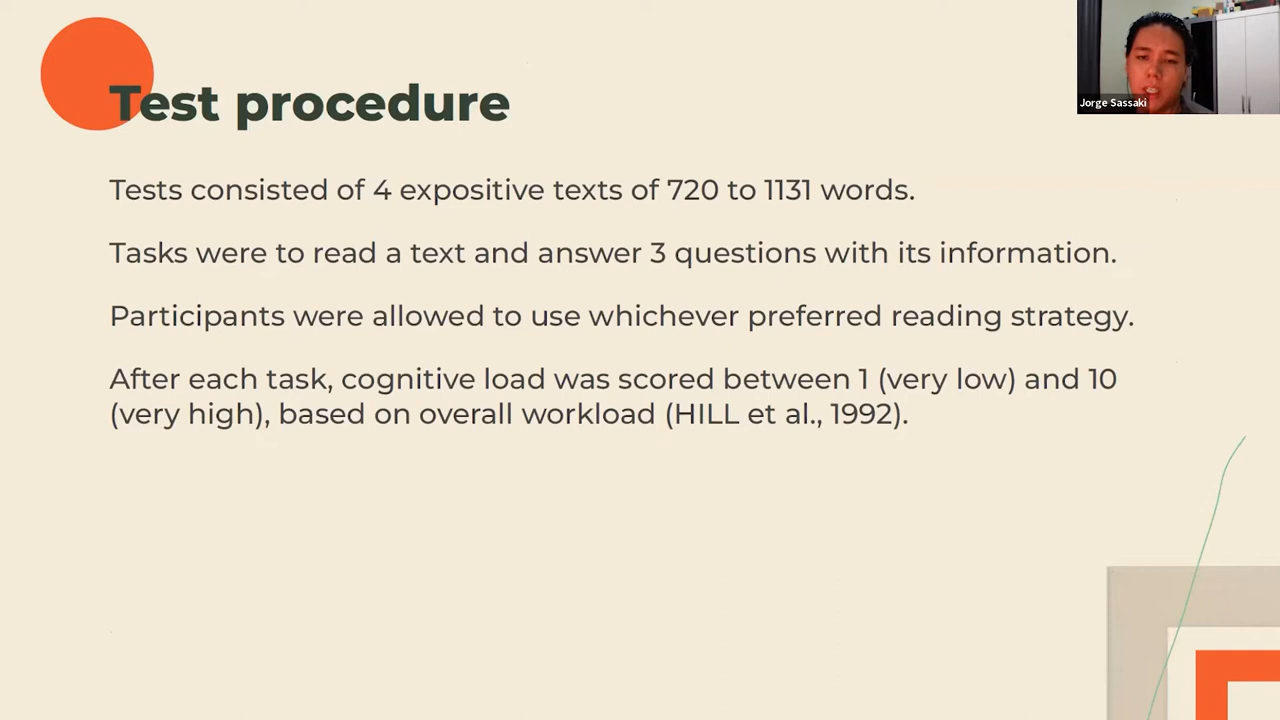 Test procedure
Jorge Sassaki
Tests consisted of 4 expositive texts of 720 to 1131 words.
Tasks were to read a text and answer 3 questions with its information.
Participants were allowed to use whichever preferred reading strategy.
After each task, cognitive load was scored between 1 (very low) and 10
(very high), based on overall workload (HILL et al., 1992).